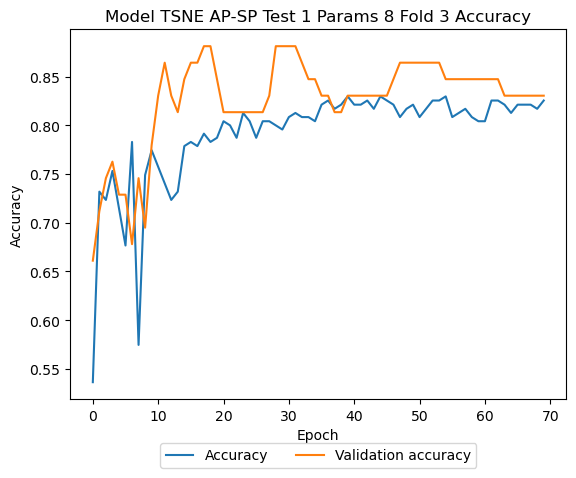 Model TSNE AP-SP Test 1 Params 8 Fold 3 Accuracy
Accuracy
0.85
0.80
0.75
0.70
0.65
0.60
0.55
0 10 20 30 40 50 60 70
Epoch
Accuracy Validation accuracy